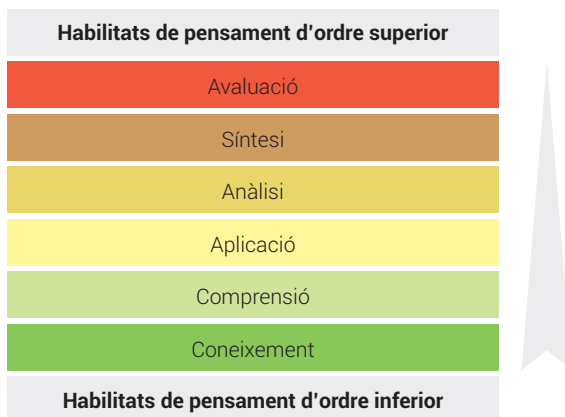 Habilitats de pensament d'ordre superior
Avaluació
Síntesi
Anàlisi
Aplicació
Comprensió
Coneixement
Habilitats de pensament d'ordre inferior